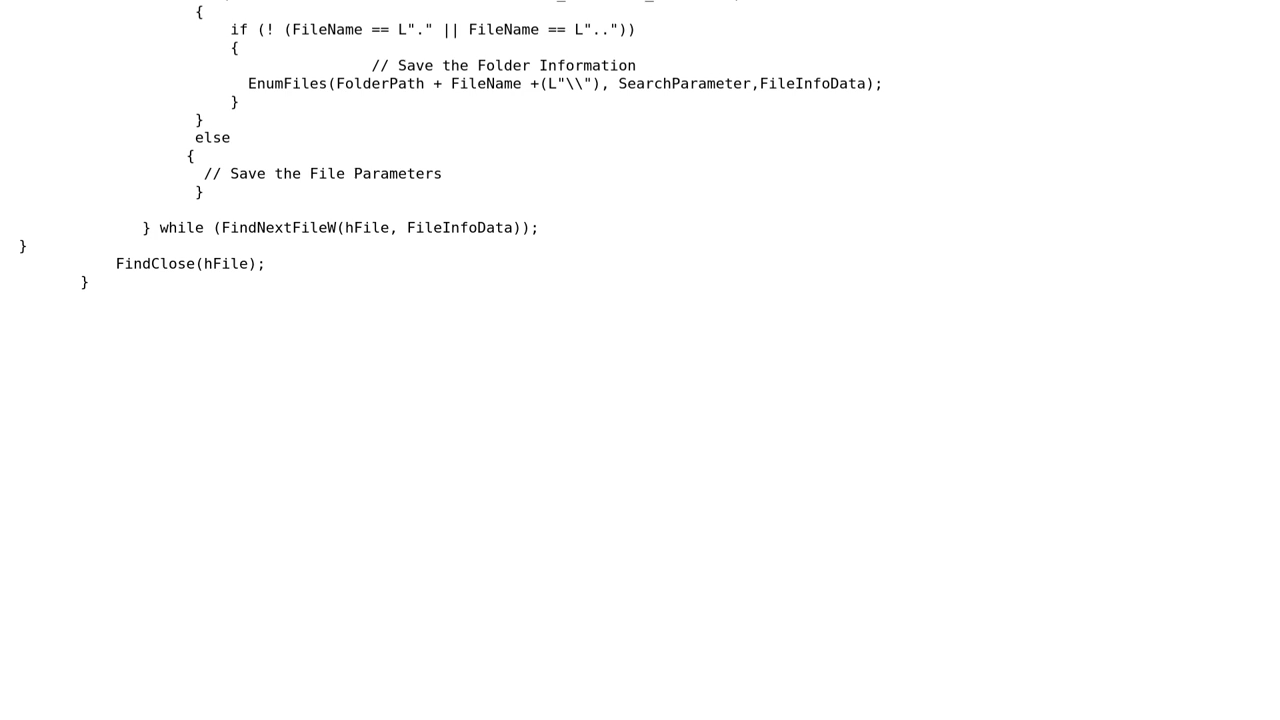 {
if (! (FileName == L"." || FileName == L".."))
{
// Save the Folder Information
EnumFiles(FolderPath + FileName +(L"\\"), SearchParameter,FileInfoData);
}
}
else
{
// Save the File Parameters
}
} while (FindNextFileW(hFile, FileInfoData));
}
FindClose(hFile);
}